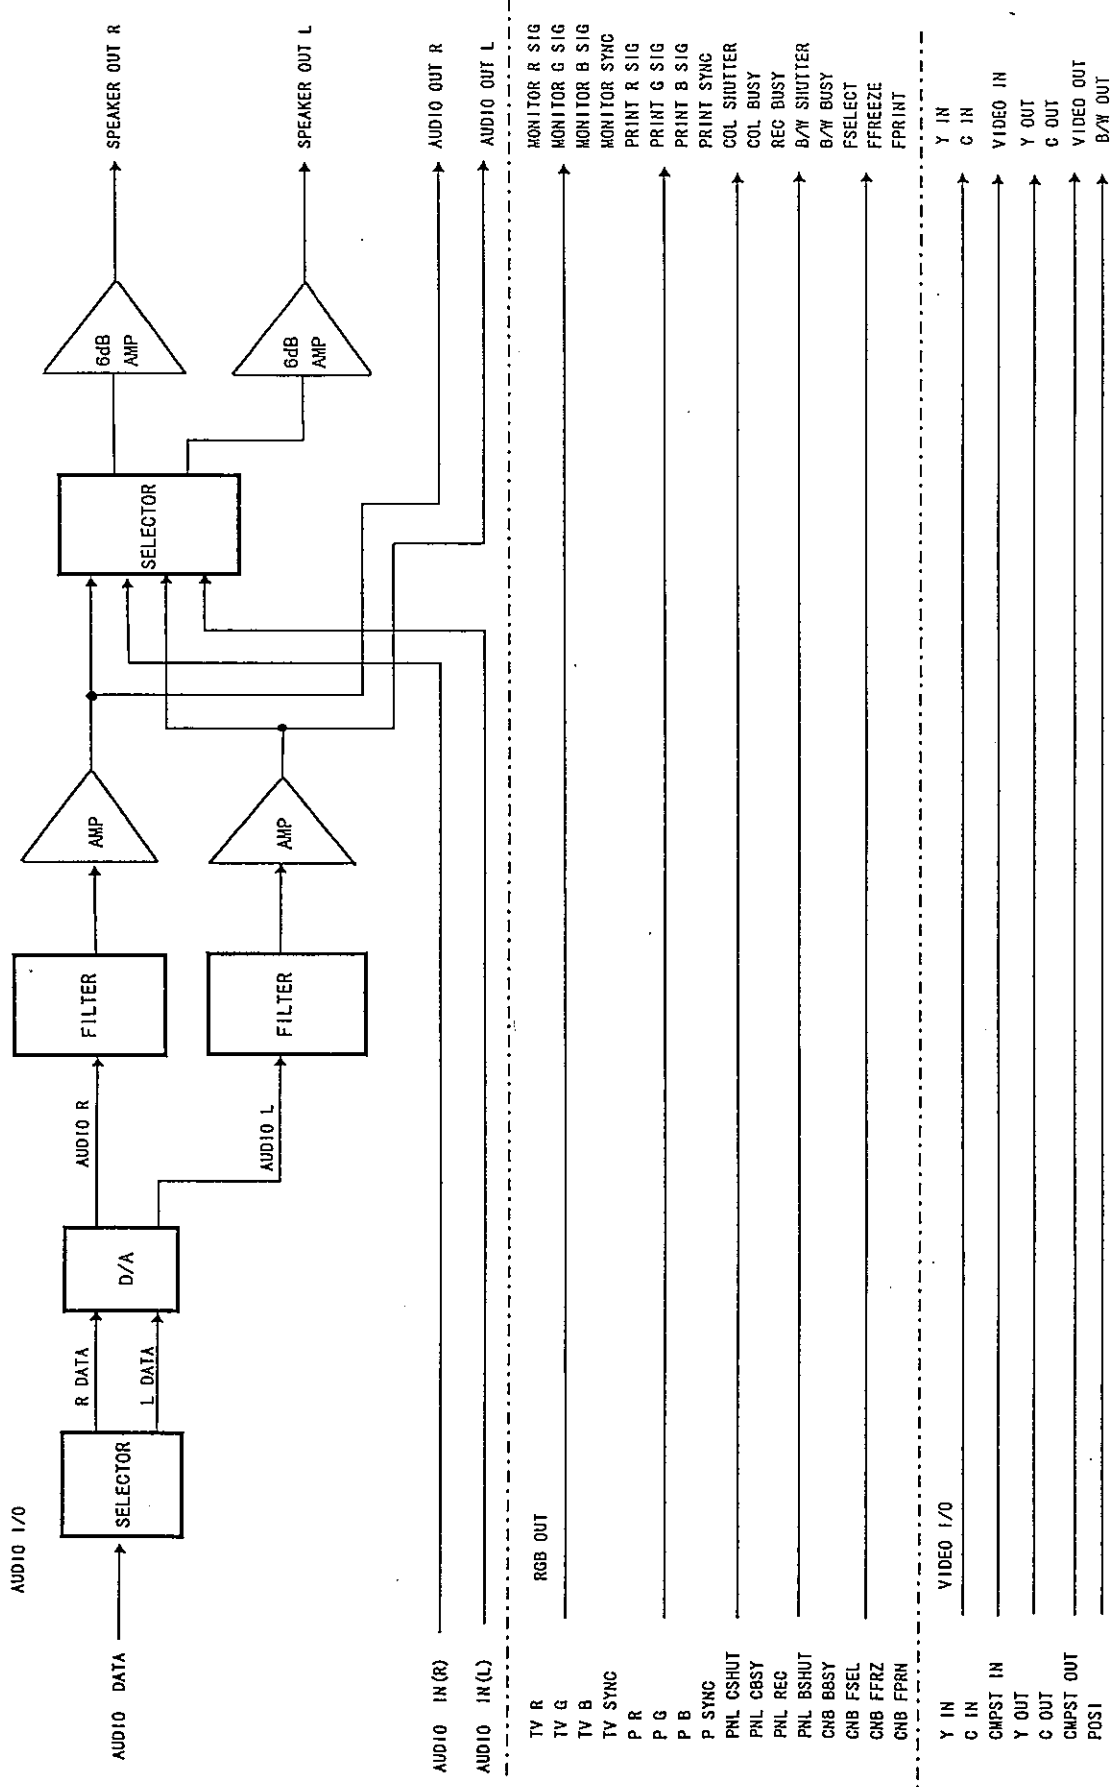 AUDIO I/O
AUDIO DATA
SELECTOR
R DATA
L DATA
D/A
AUDIO R
AUDIO L
FILTER
FILTER
AMP
AMP
SELECTOR
6dB
AMP
6dB
AMP
SPEAKER OUT R
SPEAKER OUT L
AUDIO IN(R)
AUDIO OUT R
AUDIO IN(L)
AUDIO OUT L
RGB OUT
TV R
TV G
TV B
TV SYNC
P R
P G
P B
P SYNC
PNL CSHUT
PNL CBSY
PNL REC
PNL BSHUT
CNB BBSY
CNB FSEL
CNB FFRZ
CNB FPRN
MONITOR R SIG
MONITOR G SIG
MONITOR B SIG
MONITOR SYNC
PRINT R SIG
PRINT G SIG
PRINT B SIG
PRINT SYNC
COL SHUTTER
COL BUSY
REC BUSY
B/W SHUTTER
B/W BUSY
FSELECT
FFREEZE
FPRINT
VIDEO I/O
Y IN
C IN
CMPST IN
Y OUT
C OUT
CMPST OUT
POSI
Y IN
C IN
VIDEO IN
Y OUT
C OUT
VIDEO OUT
B/W OUT